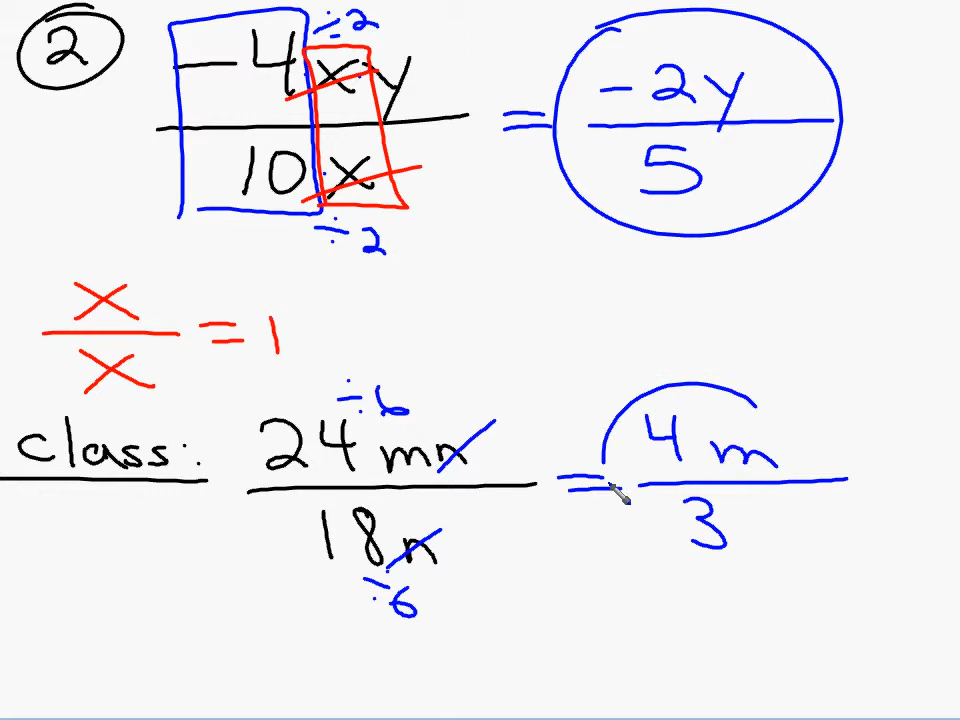 2
÷2
-4xy
10x
÷2
= -2y
5
x
x
= 1
÷6
class: 24mn
18n
÷6
= 4m
3